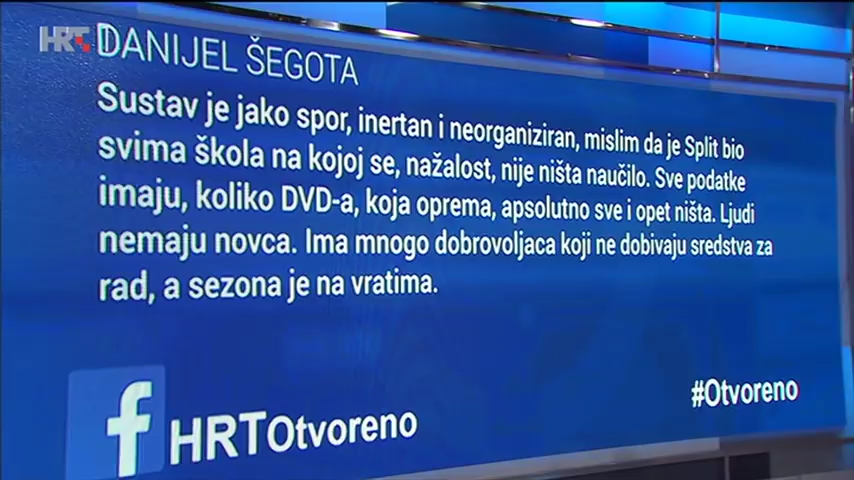 HRT 1
DANIJEL ŠEGOTA
Sustav je jako spor, inertan i neorganiziran, mislim da je Split bio
svima škola na kojoj se, nažalost, nije ništa naučilo. Sve podatke
imaju, koliko DVD-a, koja oprema, apsolutno sve i opet ništa. Ljudi
nemaju novca. Ima mnogo dobrovoljaca koji ne dobivaju sredstva za
rad, a sezona je na vratima.
#Otvoreno
f HRTOtvoreno